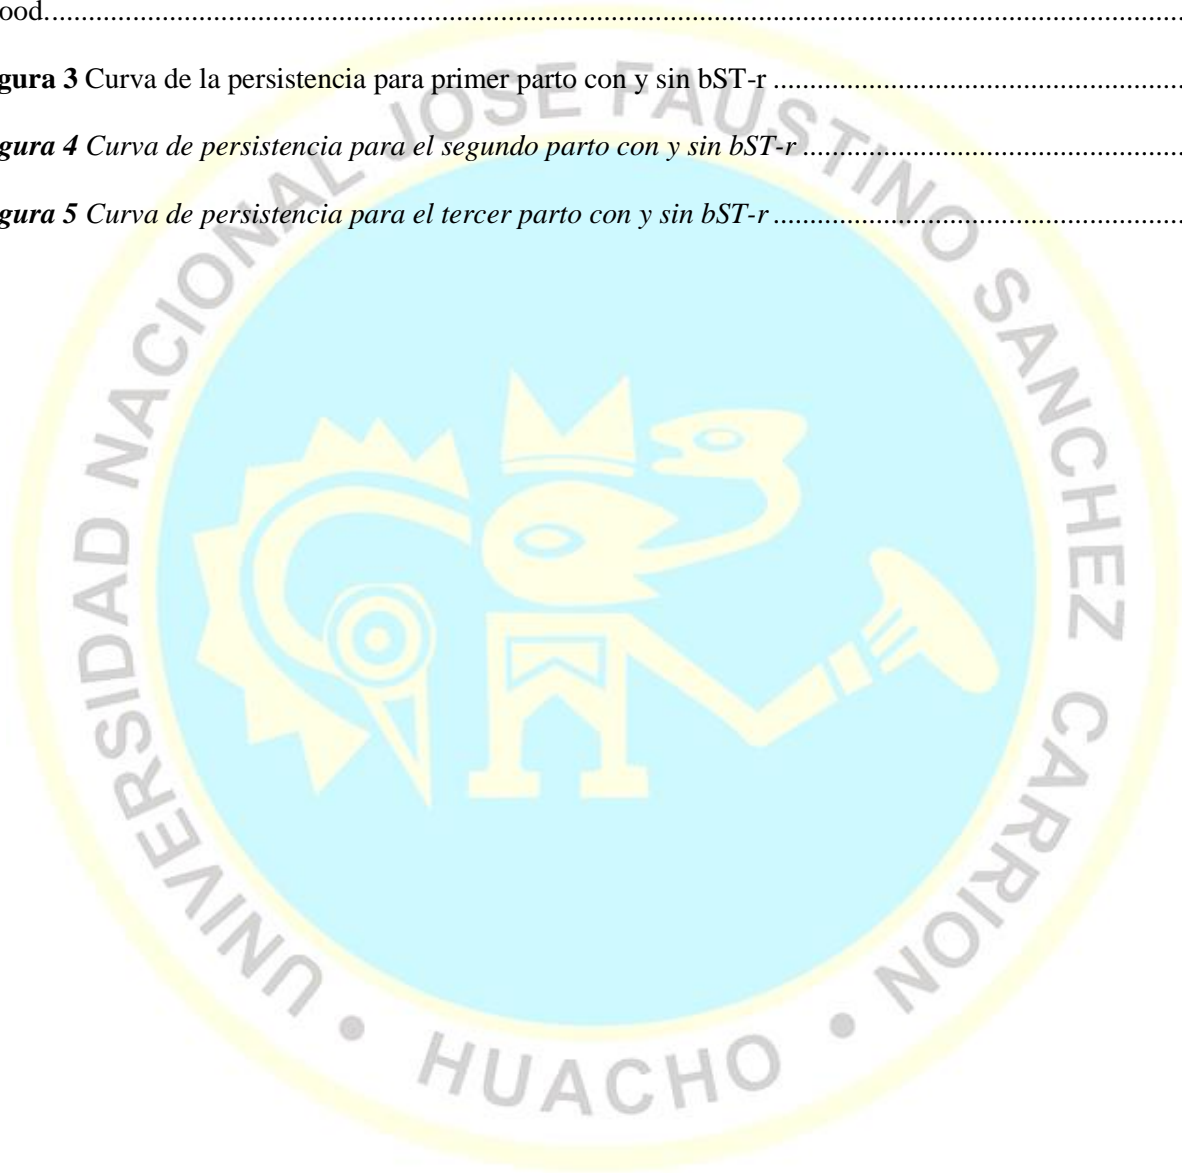 ood.......................................................................................................................................................
gura 3 Curva de la persistencia para primer parto con y sin bST-r .......................................................
gura 4 Curva de persistencia para el segundo parto con y sin bST-r ...................................................
gura 5 Curva de persistencia para el tercer parto con y sin bST-r .......................................................
UNIVERSIDAD NACIONAL JOSE FAUSTINO SANCHEZ CARRION • HUACHO •